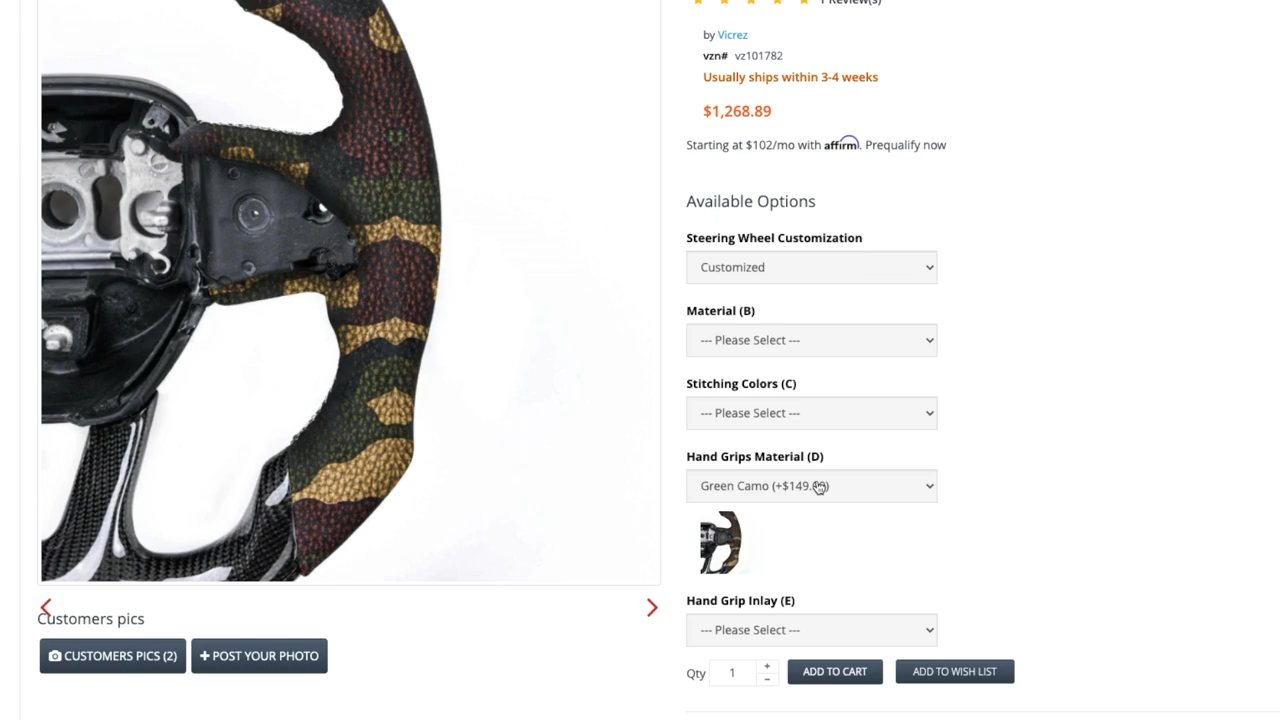 1 Review(s)
by Vicrez
vzn# vz101782
Usually ships within 3-4 weeks
$1,268.89
Starting at $102/mo with affirm. Prequalify now
Available Options
Steering Wheel Customization
Customized
Material (B)
--- Please Select ---
Stitching Colors (C)
--- Please Select ---
Hand Grips Material (D)
Green Camo (+$149.
Hand Grip Inlay (E)
--- Please Select ---
Customers pics
CUSTOMERS PICS (2) + POST YOUR PHOTO
Qty 1 + - ADD TO CART ADD TO WISH LIST